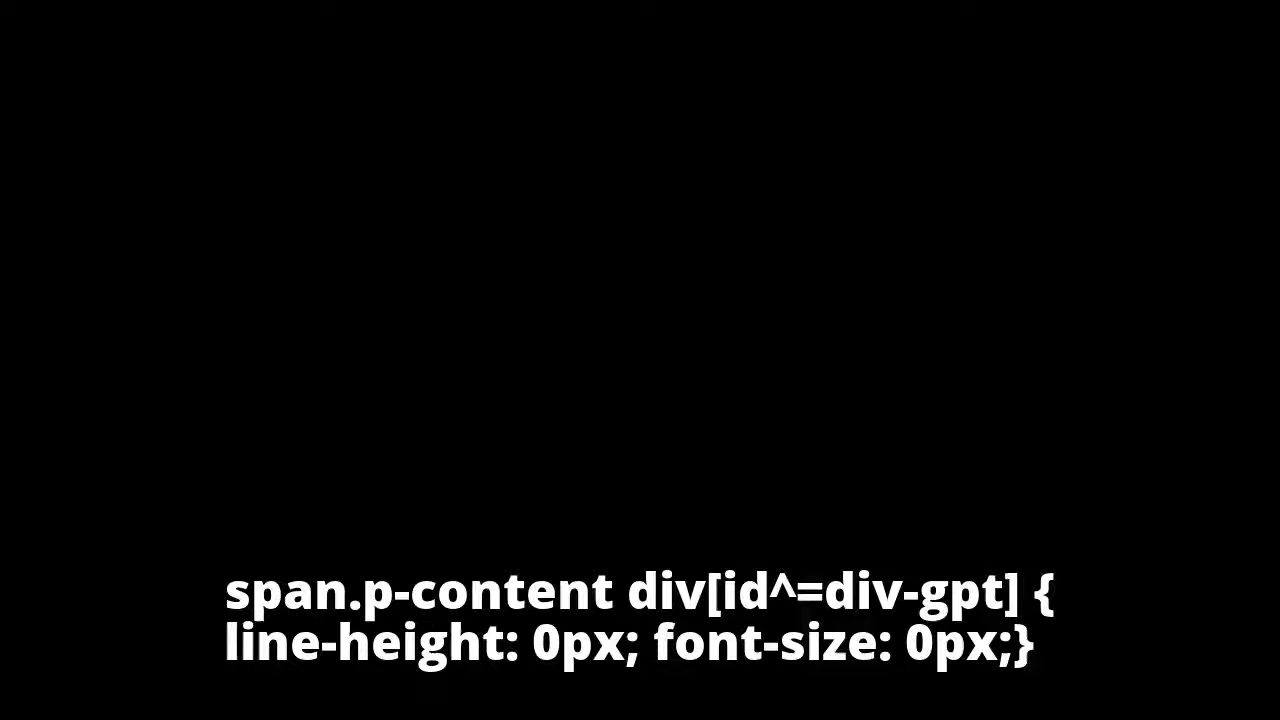 span.p-content div[id^=div-gpt] {
line-height: 0px; font-size: 0px;}